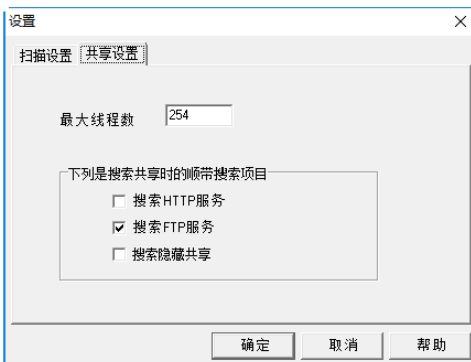 设置
扫描设置 共享设置
最大线程数 254
下列是搜索共享时的顺带搜索项目
搜索HTTP服务
搜索FTP服务
搜索隐藏共享
确定 取消 帮助